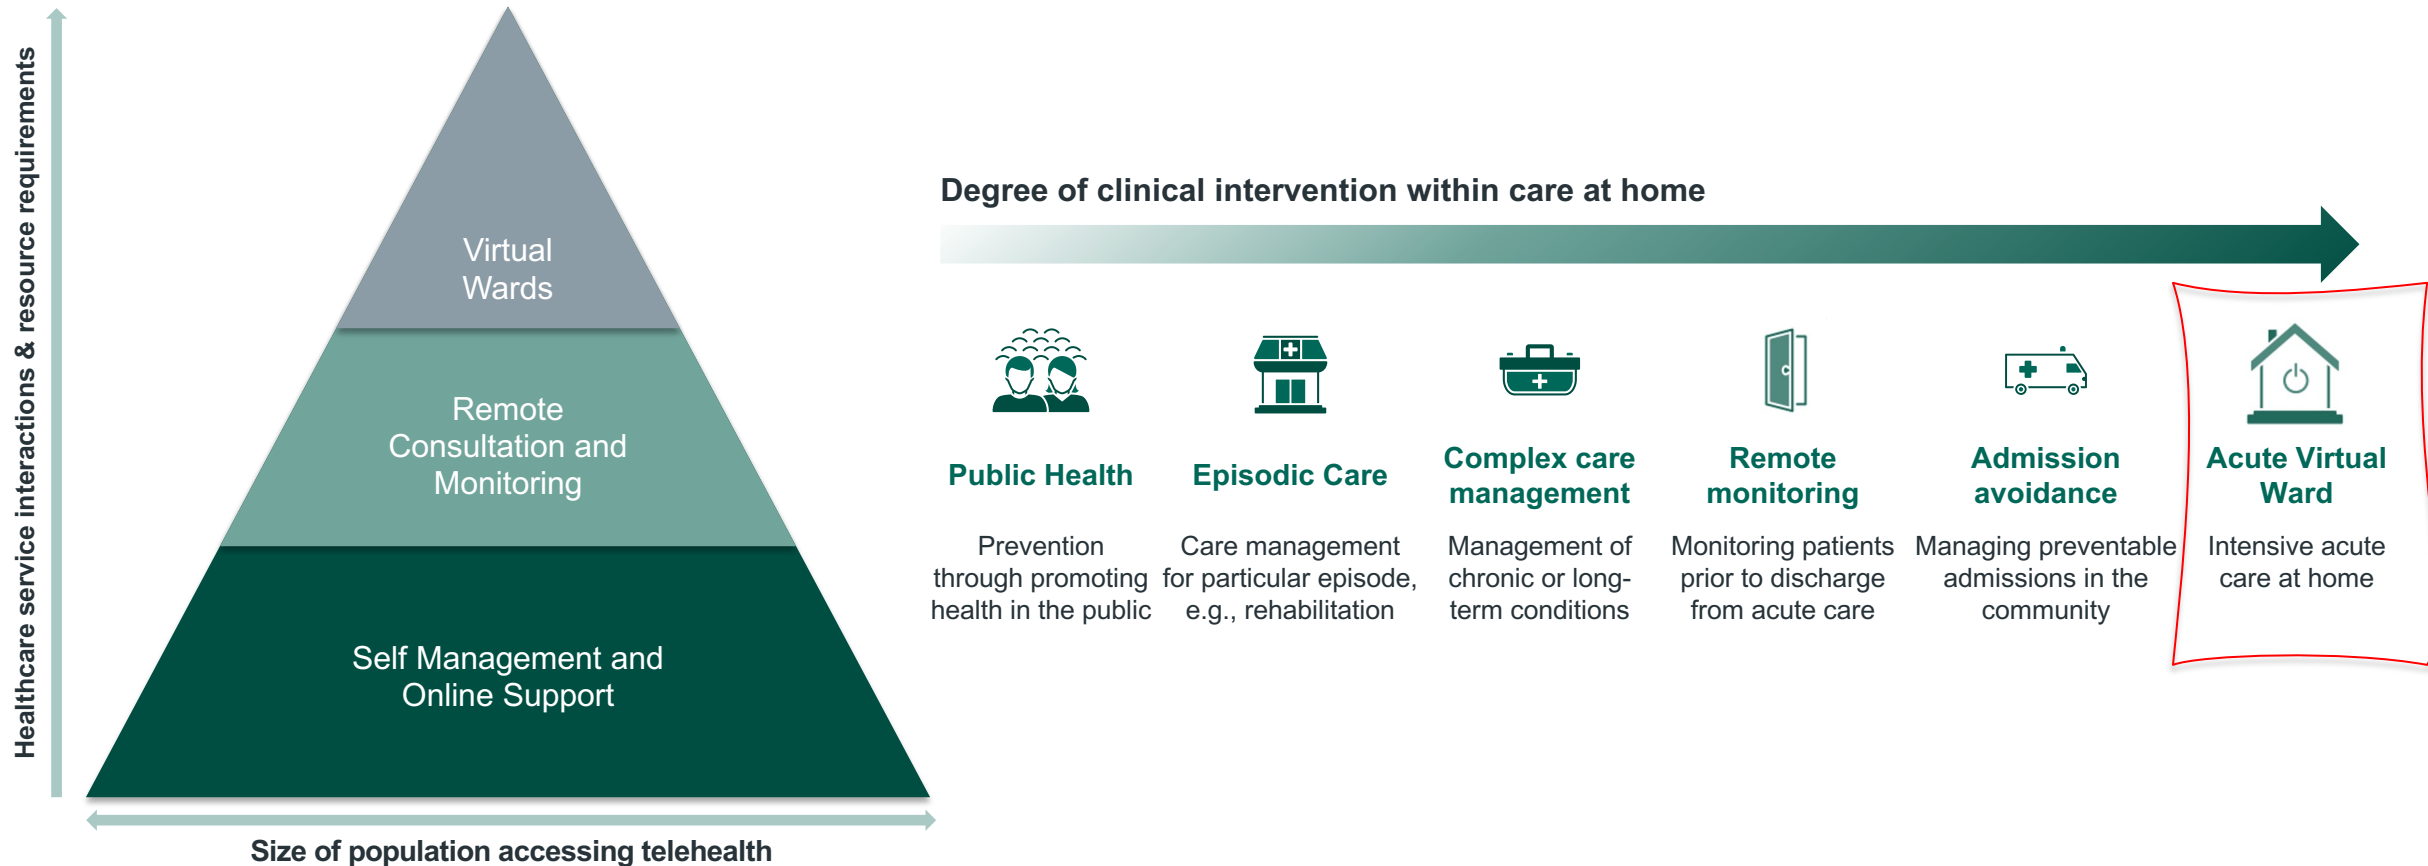 Healthcare service interactions & resource requirements
Virtual
Wards
Remote
Consultation and
Monitoring
Self Management and
Online Support
Size of population accessing telehealth
Degree of clinical intervention within care at home
Public Health
Prevention
through promoting
health in the public
Episodic Care
Care management
for particular episode,
e.g., rehabilitation
Complex care
management
Management of
chronic or long-
term conditions
C
Remote
monitoring
Monitoring patients
prior to discharge
from acute care
Admission
avoidance
Managing preventable
admissions in the
community
Acute Virtual
Ward
Intensive acute
care at home